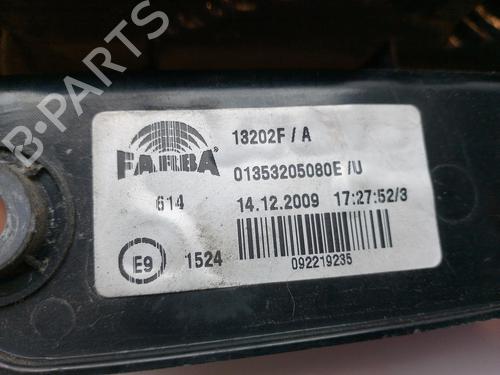 13202F / A
FARBA®
01353205080E /U
614 14.12.2009 17:27:52/3
E9 1524
092219235
B-PARTS